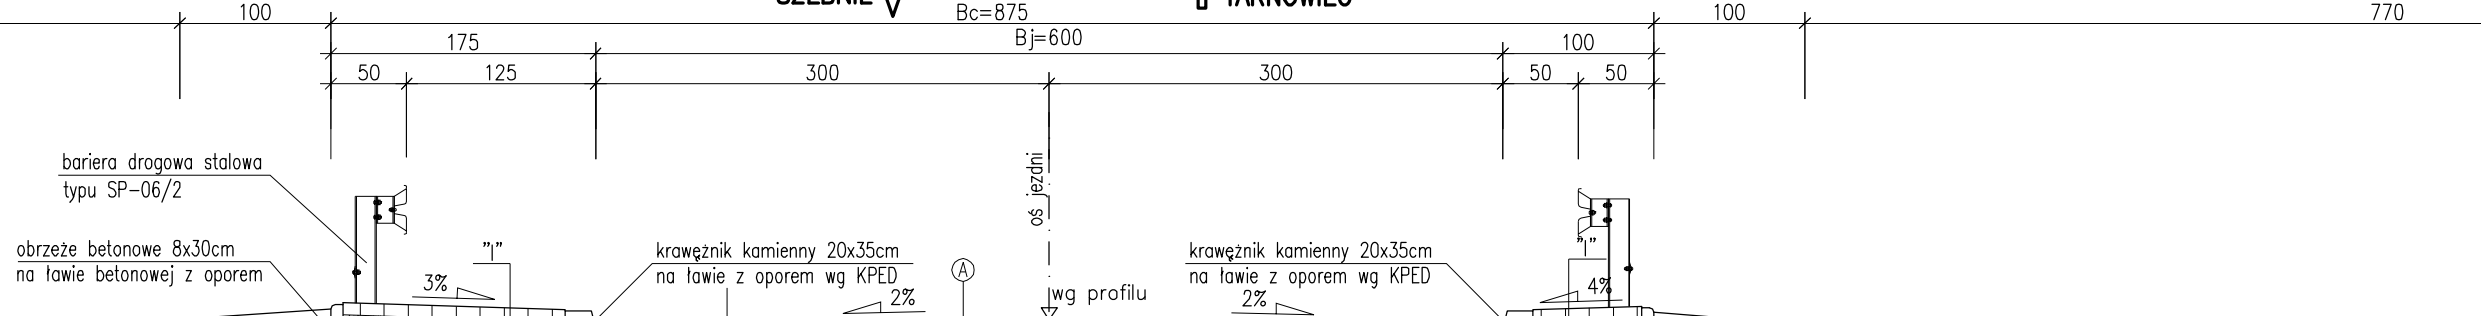 SZEBNIE
TARNOWIEC
100
Bc=875
100
770
175
Bj=600
100
50
125
300
300
50
50
bariera drogowa stalowa
typu SP-06/2
oś jezdni
obrzeże betonowe 8x30cm
na ławie betonowej z oporem
"I"
3%
krawężnik kamienny 20x35cm
na ławie z oporem wg KPED
A
2%
wg profilu
2%
krawężnik kamienny 20x35cm
na ławie z oporem wg KPED
"I"
4%